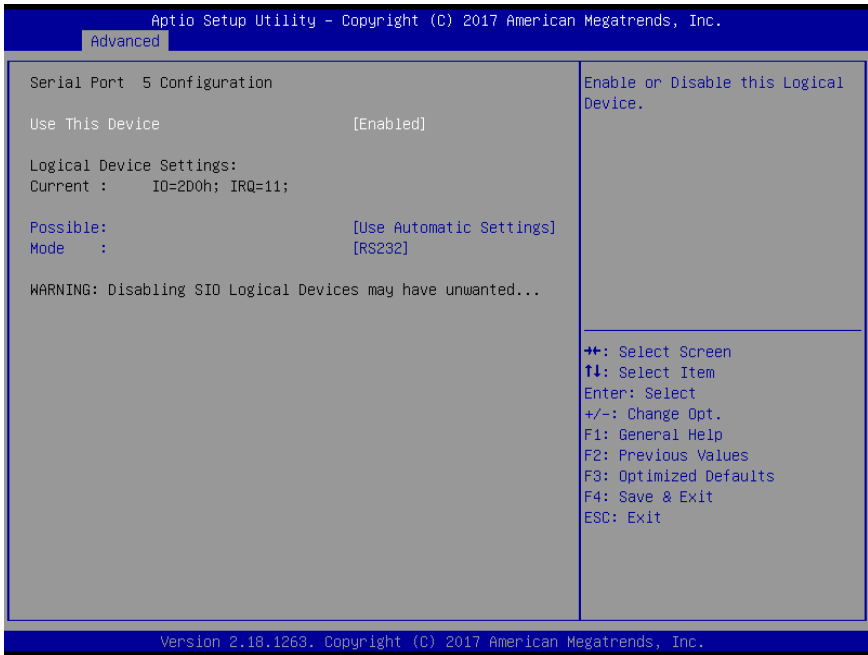 Aptio Setup Utility – Copyright (C) 2017 American Megatrends, Inc.
Advanced
Serial Port 5 Configuration
Use This Device [Enabled]
Logical Device Settings:
Current : IO=2D0h; IRQ=11;
Possible: [Use Automatic Settings]
Mode : [RS232]
WARNING: Disabling SIO Logical Devices may have unwanted...
Enable or Disable this Logical
Device.
→←: Select Screen
↑↓: Select Item
Enter: Select
+/-: Change Opt.
F1: General Help
F2: Previous Values
F3: Optimized Defaults
F4: Save & Exit
ESC: Exit
Version 2.18.1263. Copyright (C) 2017 American Megatrends, Inc.